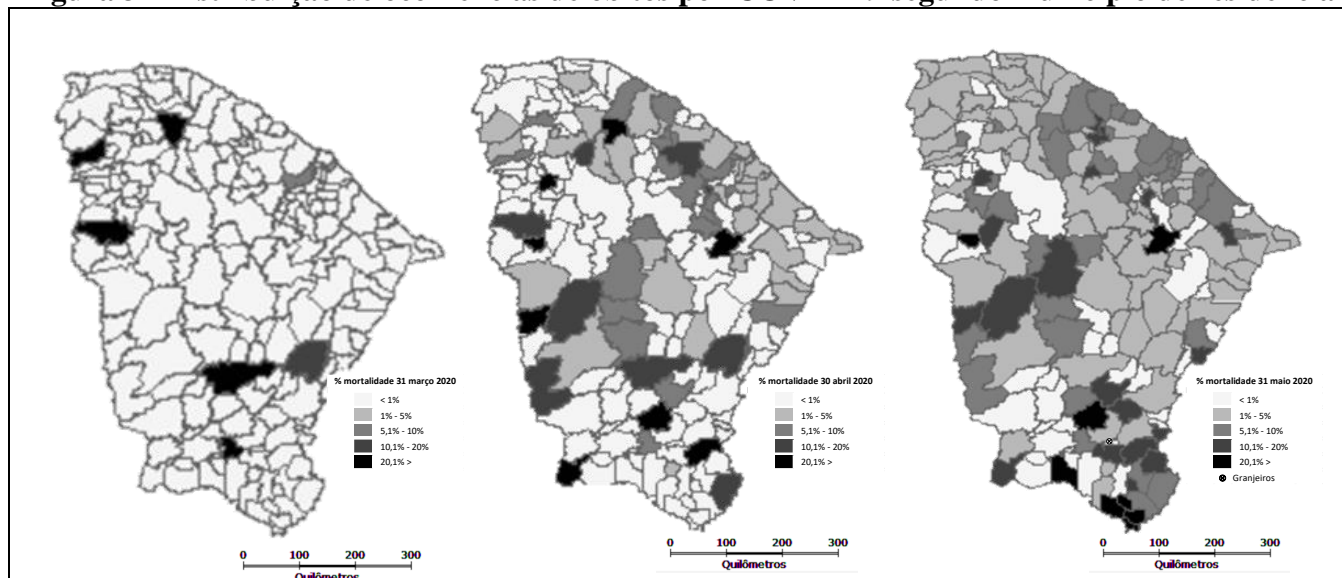 % mortalidade 31 março 2020
< 1%
1% - 5%
5,1% - 10%
10,1% - 20%
20,1% >
0 100 200 300
Quilômetros
% mortalidade 30 abril 2020
< 1%
1% - 5%
5,1% - 10%
10,1% - 20%
20,1% >
0 100 200 300
Quilômetros
% mortalidade 31 maio 2020
< 1%
1% - 5%
5,1% - 10%
10,1% - 20%
20,1% >
Granjeiros
0 100 200 300
Quilômetros